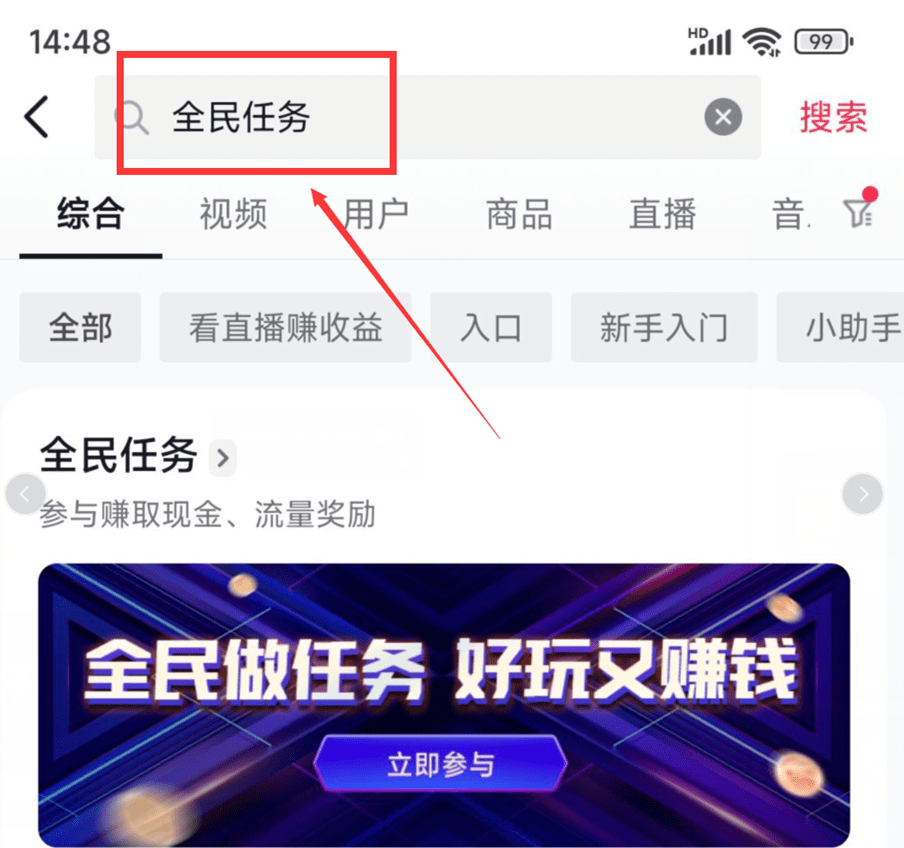 14:48 HD 99
全民任务 搜索
综合 视频 用户 商品 直播 音
全部 看直播赚收益 入口 新手入门 小助手
全民任务
参与赚取现金、流量奖励
全民做任务 好玩又赚钱
立即参与